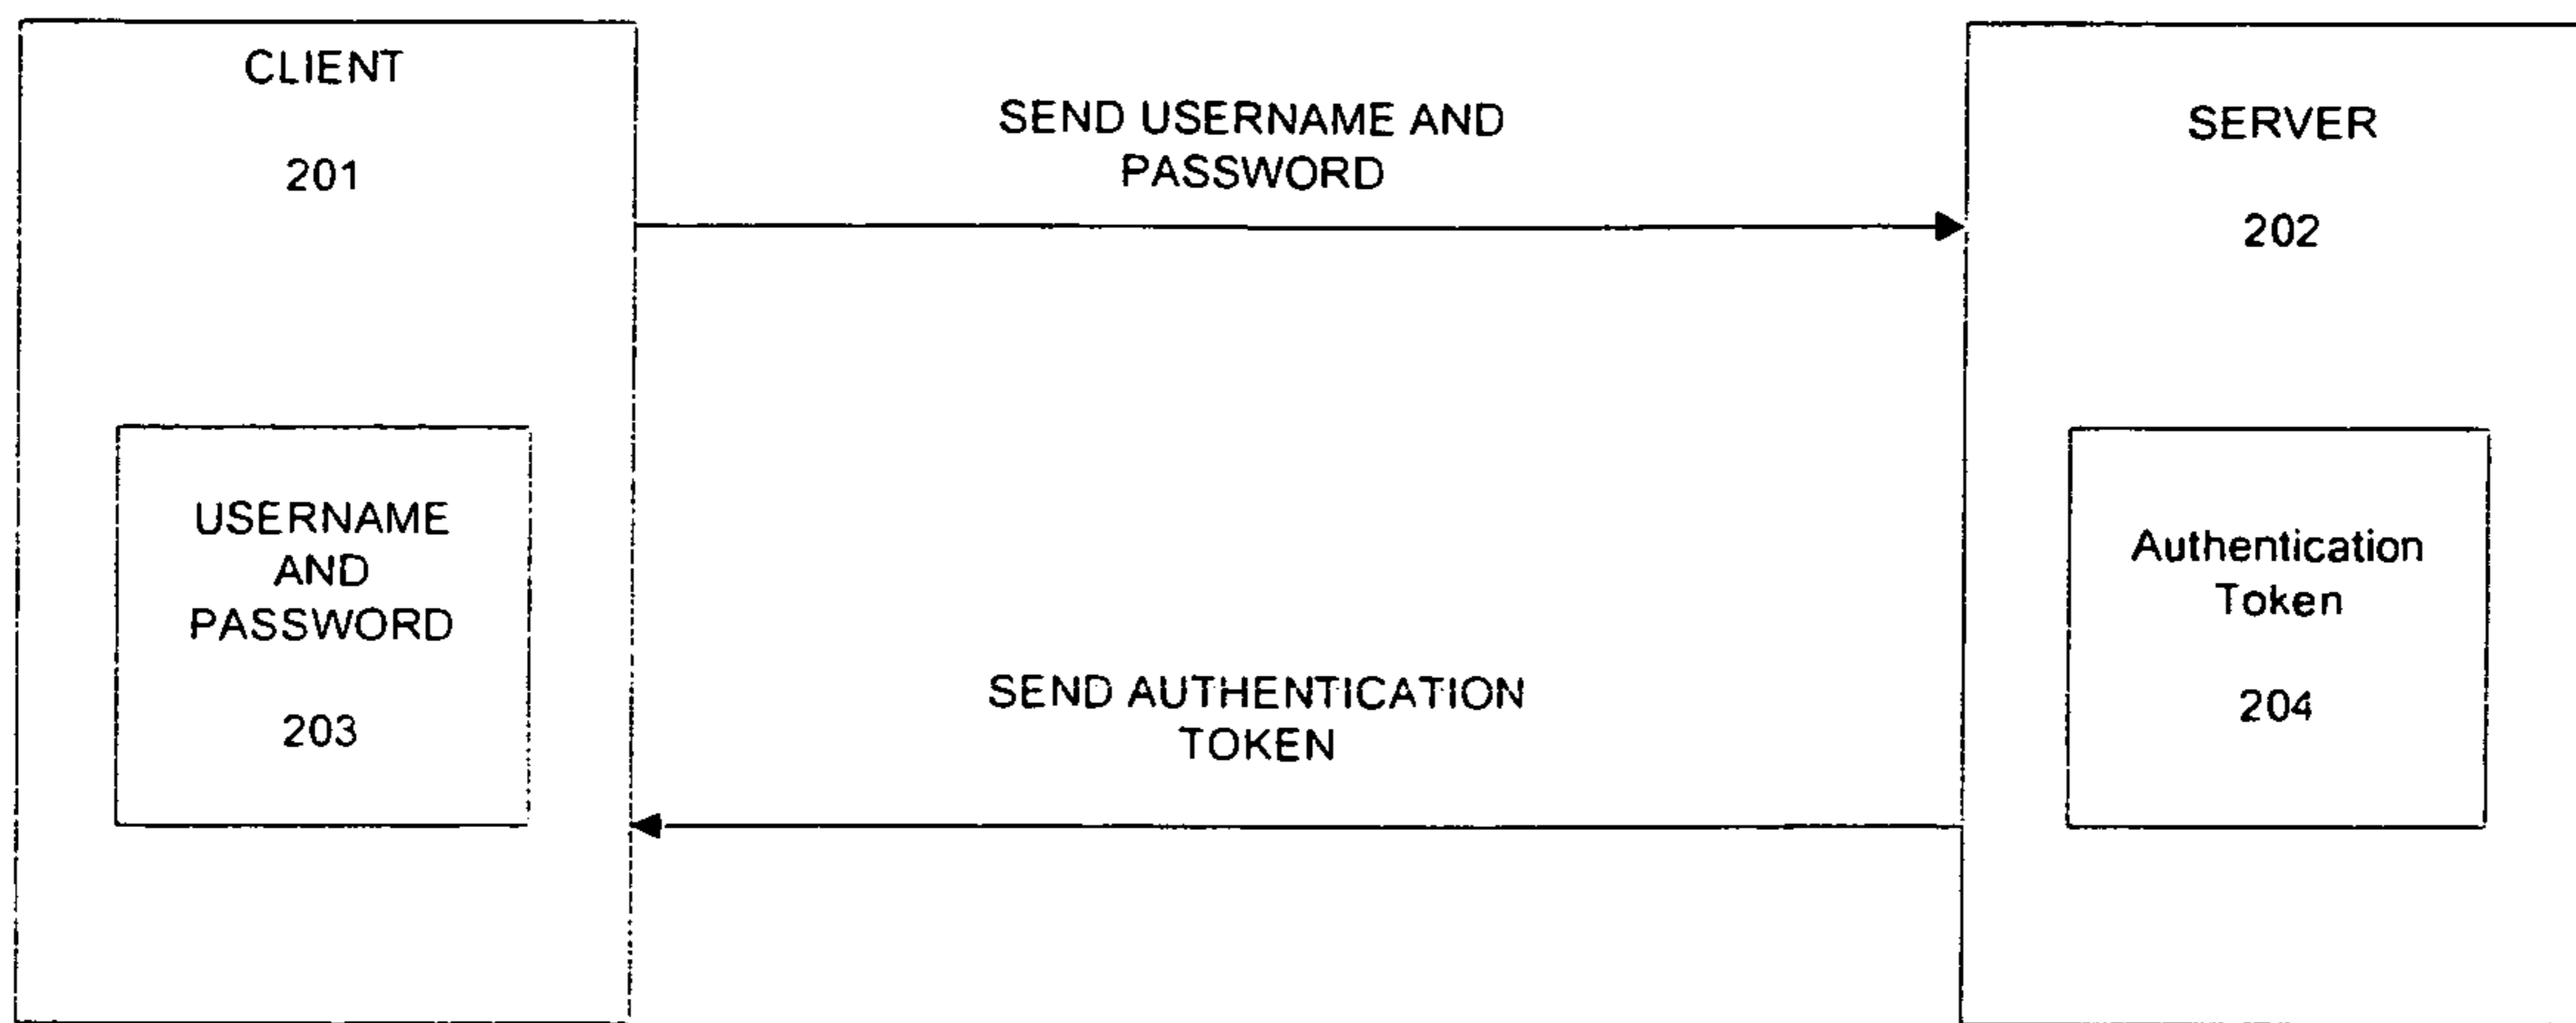 CLIENT
201
SEND USERNAME AND
PASSWORD
SERVER
202
USERNAME
AND
PASSWORD
203
Authentication
Token
204
SEND AUTHENTICATION
TOKEN